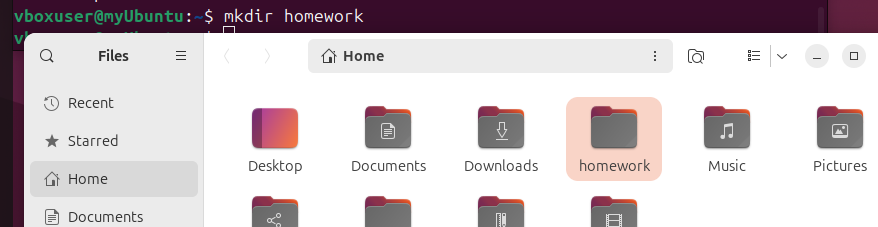 vboxuser@myUbuntu:~$ mkdir homework
Files
Home
Recent
Starred
Home
Documents
Desktop
Documents
Downloads
homework
Music
Pictures